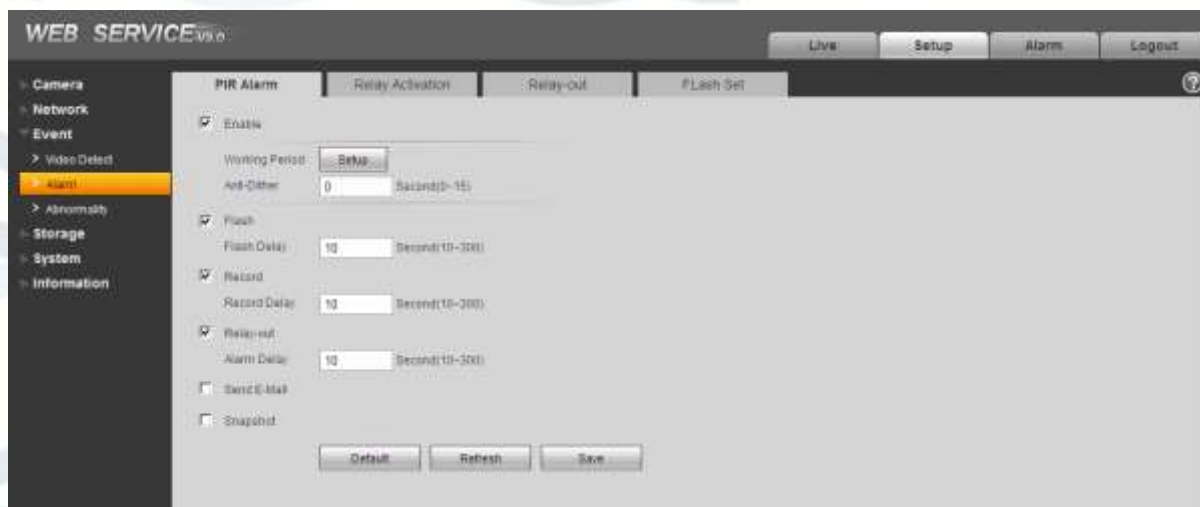 WEB SERVICE V3.0
Live Setup Alarm Logout
PIR Alarm Relay Activation Relay-out FLash Set
Camera
Network
Event
Video Detect
Alarm
Abnormality
Storage
System
Information
Enable
Working Period Setup
Anti-Dither 0 Second(0~15)
Flash
Flash Delay 10 Second(10~300)
Record
Record Delay 10 Second(10~300)
Relay-out
Alarm Delay 10 Second(10~300)
Send E-Mail
Snapshot
Default Refresh Save